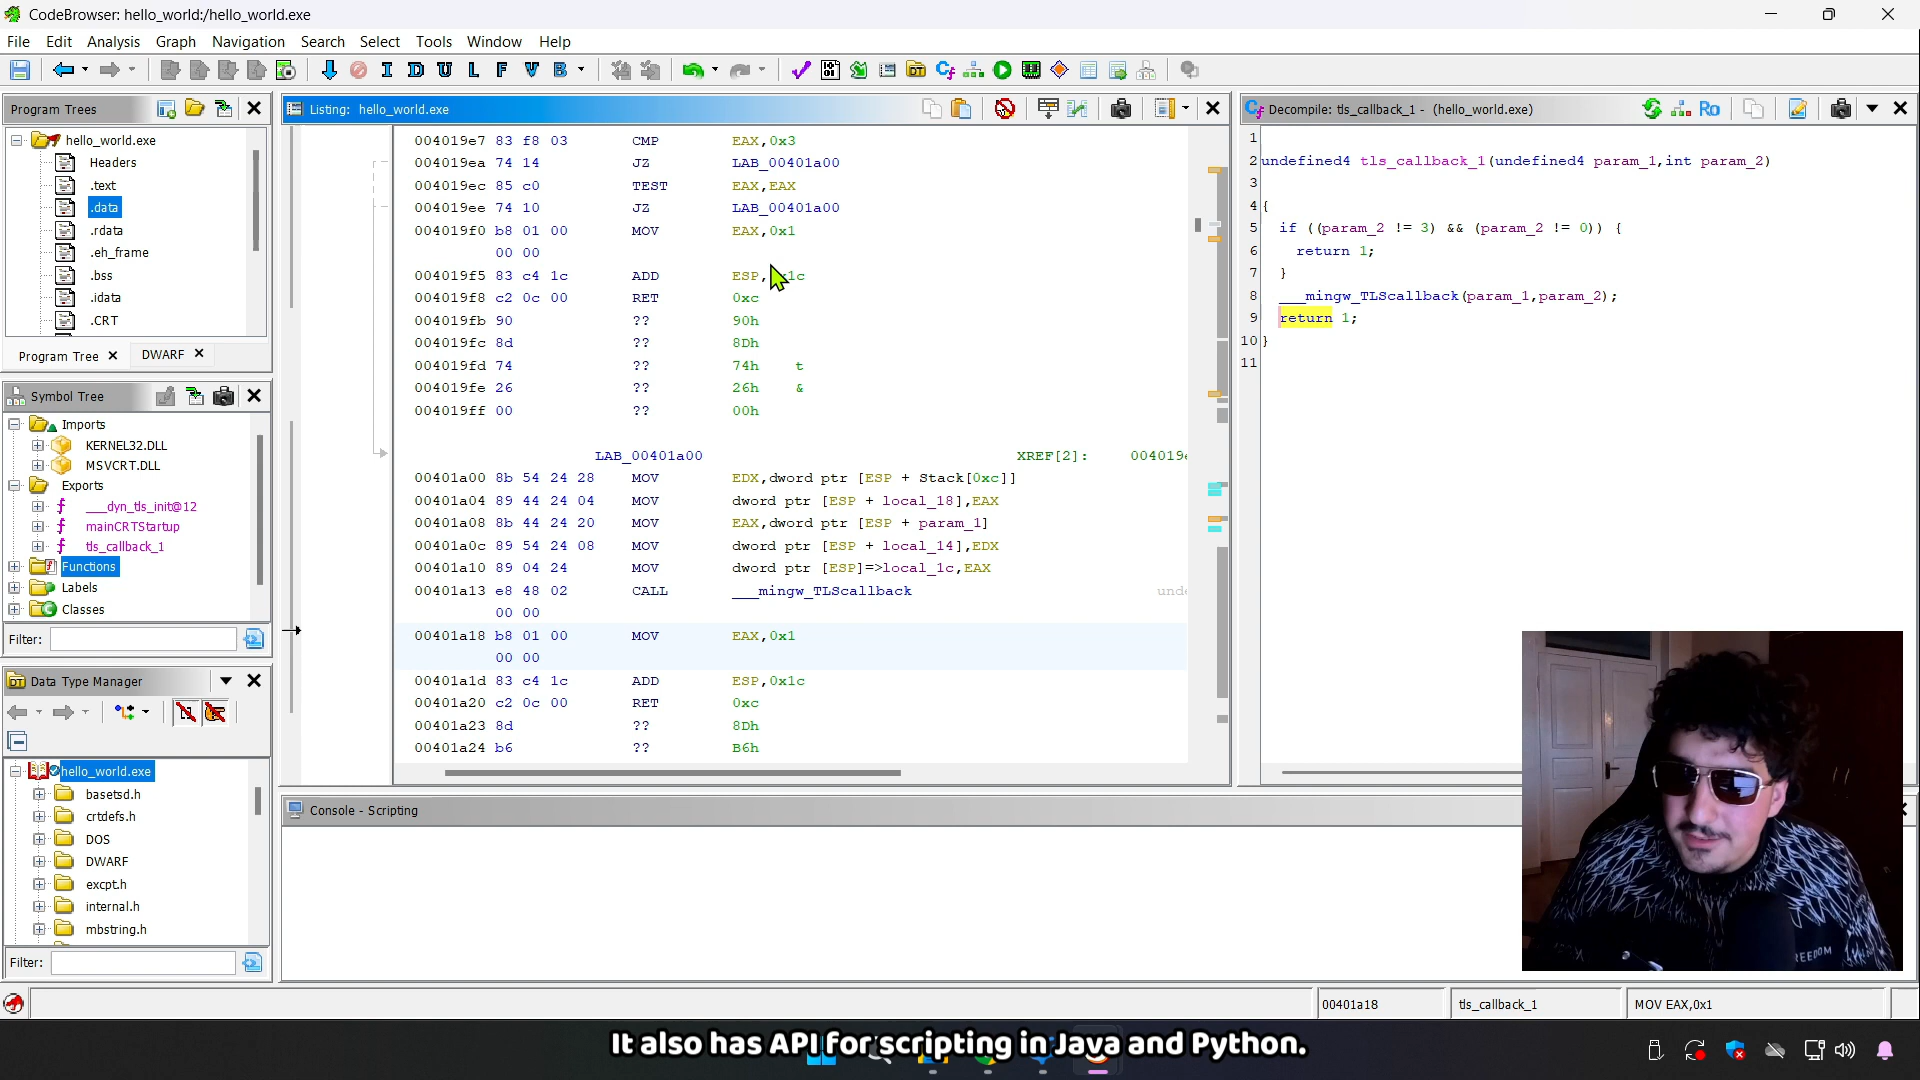 CodeBrowser: hello_world:/hello_world.exe
File Edit Analysis Graph Navigation Search Select Tools Window Help
I D U L F V B
Program Trees
hello_world.exe
Headers
.text
.data
.rdata
.eh_frame
.bss
.idata
.CRT
Program Tree DWARF
Symbol Tree
Imports
KERNEL32.DLL
MSVCRT.DLL
Exports
___dyn_tls_init@12
mainCRTStartup
tls_callback_1
Functions
Labels
Classes
Filter:
Data Type Manager
hello_world.exe
basetsd.h
crtdefs.h
DOS
DWARF
excpt.h
internal.h
mbstring.h
Filter:
Listing: hello_world.exe
004019e7 83 f8 03 CMP EAX,0x3
004019ea 74 14 JZ LAB_00401a00
004019ec 85 c0 TEST EAX,EAX
004019ee 74 10 JZ LAB_00401a00
004019f0 b8 01 00 MOV EAX,0x1
00 00
004019f5 83 c4 1c ADD ESP, 1c
004019f8 c2 0c 00 RET 0xc
004019fb 90 ?? 90h
004019fc 8d ?? 8Dh
004019fd 74 ?? 74h t
004019fe 26 ?? 26h &
004019ff 00 ?? 00h
LAB_00401a00 XREF[2]: 004019
00401a00 8b 54 24 28 MOV EDX,dword ptr [ESP + Stack[0xc]]
00401a04 89 44 24 04 MOV dword ptr [ESP + local_18],EAX
00401a08 8b 44 24 20 MOV EAX,dword ptr [ESP + param_1]
00401a0c 89 54 24 08 MOV dword ptr [ESP + local_14],EDX
00401a10 89 04 24 MOV dword ptr [ESP]=>local_1c,EAX
00401a13 e8 48 02 CALL ___mingw_TLScallback und
00 00
00401a18 b8 01 00 MOV EAX,0x1
00 00
00401a1d 83 c4 1c ADD ESP,0x1c
00401a20 c2 0c 00 RET 0xc
00401a23 8d ?? 8Dh
00401a24 b6 ?? B6h
Decompile: tls_callback_1 - (hello_world.exe)
Ro
1
2 undefined4 tls_callback_1(undefined4 param_1,int param_2)
3
4 {
5 if ((param_2 != 3) && (param_2 != 0)) {
6 return 1;
7 }
8 ___mingw_TLScallback(param_1,param_2);
9 return 1;
10 }
11
Console - Scripting
00401a18 tls_callback_1 MOV EAX,0x1
It also has API for scripting in Java and Python.